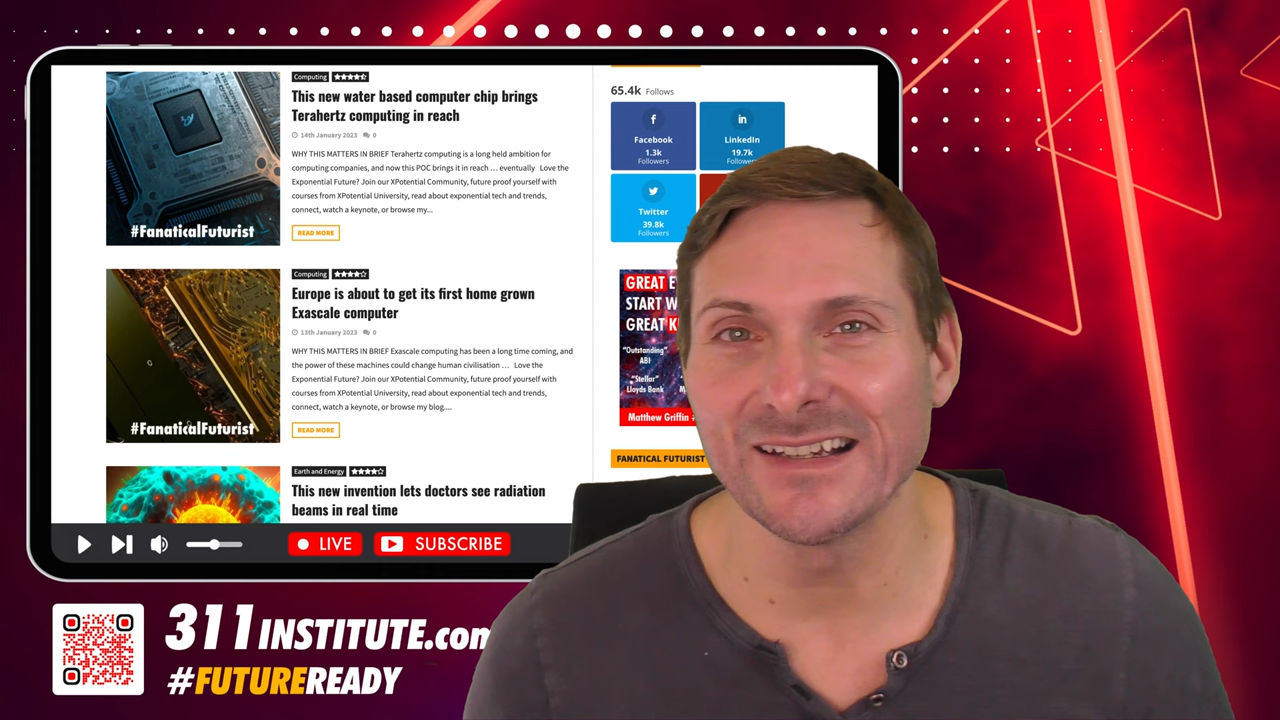 Computing
This new water based computer chip brings
Terahertz computing in reach
14th January 2023 0
WHY THIS MATTERS IN BRIEF Terahertz computing is a long held ambition for
computing companies, and now this POC brings it in reach … eventually Love the
Exponential Future? Join our XPotential Community, future proof yourself with
courses from XPotential University, read about exponential tech and trends,
connect, watch a keynote, or browse my...
READ MORE
#FanaticalFuturist
Computing
Europe is about to get its first home grown
Exascale computer
13th January 2023 0
WHY THIS MATTERS IN BRIEF Exascale computing has been a long time coming, and
the power of these machines could change human civilisation … Love the
Exponential Future? Join our XPotential Community, future proof yourself with
courses from XPotential University, read about exponential tech and trends,
connect, watch a keynote, or browse my blog....
READ MORE
#FanaticalFuturist
Earth and Energy
This new invention lets doctors see radiation
beams in real time
65.4k Follows
Facebook
1.3k
Followers
LinkedIn
19.7k
Followers
Twitter
39.8k
Followers
GREAT E
START W
GREAT K
"Outstanding"
ABI
"Stellar"
Lloyds Bank
Matthew Griffin
FANATICAL FUTURIST
LIVE
SUBSCRIBE
311INSTITUTE.com
#FUTUREREADY